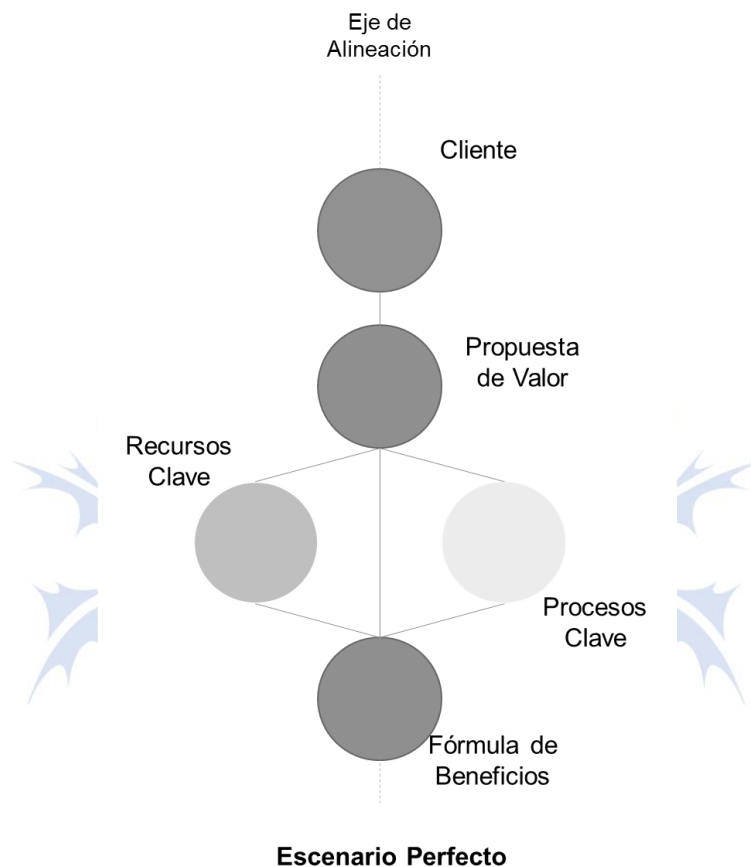 Eje de
Alineación
Cliente
Propuesta
de Valor
Recursos
Clave
Procesos
Clave
Fórmula de
Beneficios
Escenario Perfecto